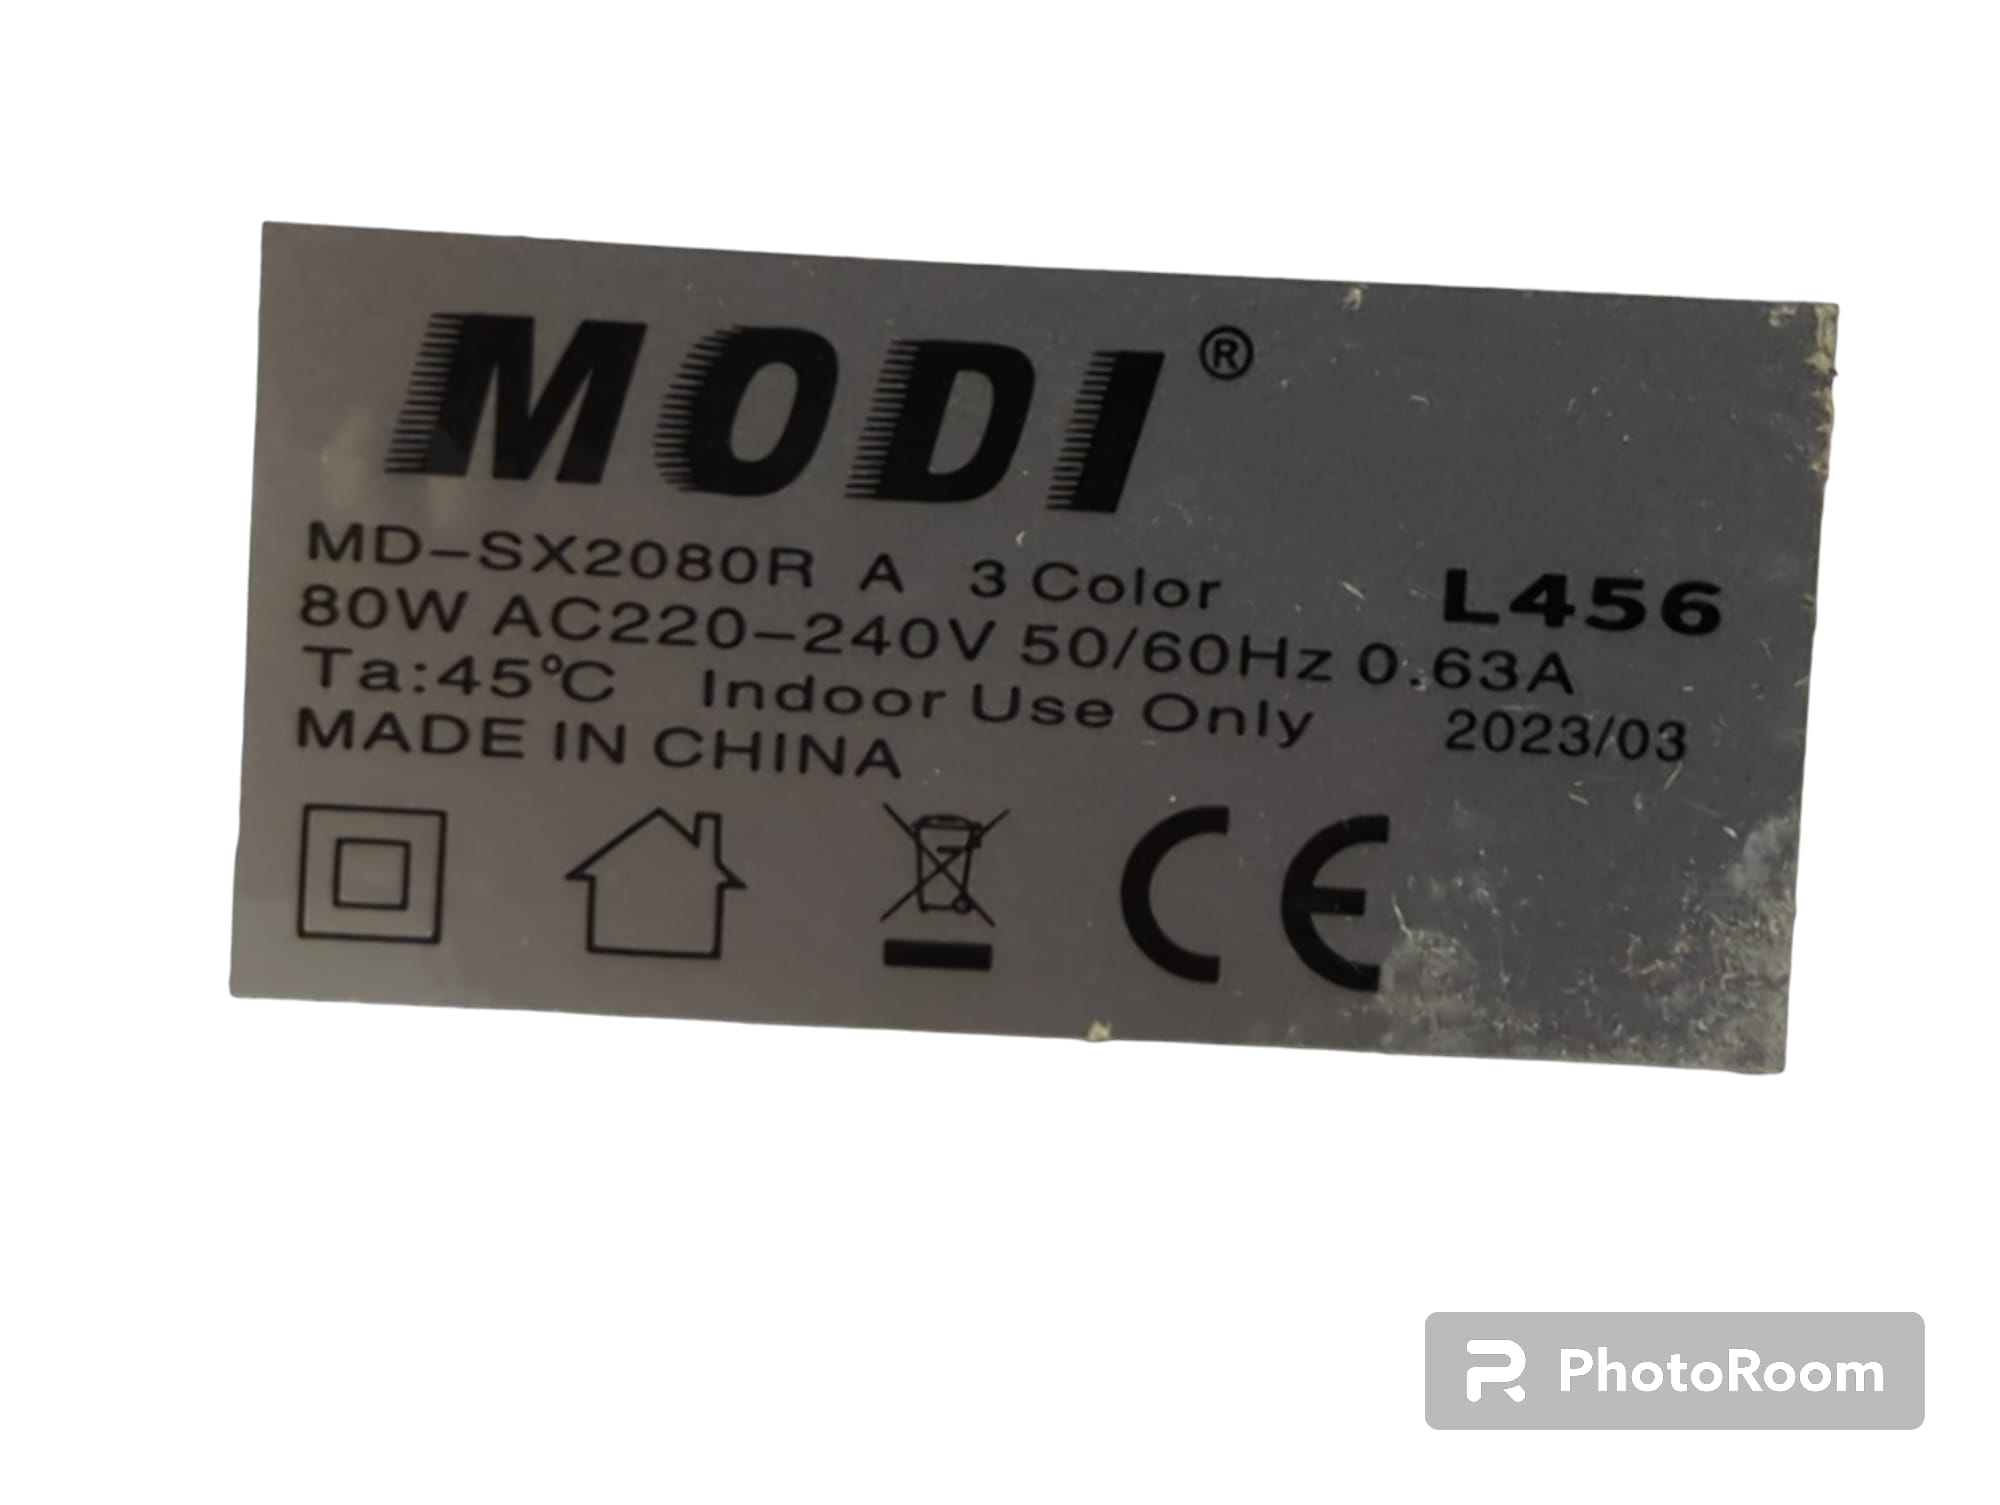 MODI®
MD-SX2080R A 3 Color
L456
80W AC220-240V 50/60Hz 0.63A
Ta:45℃ Indoor Use Only
2023/03
MADE IN CHINA
CE
PhotoRoom